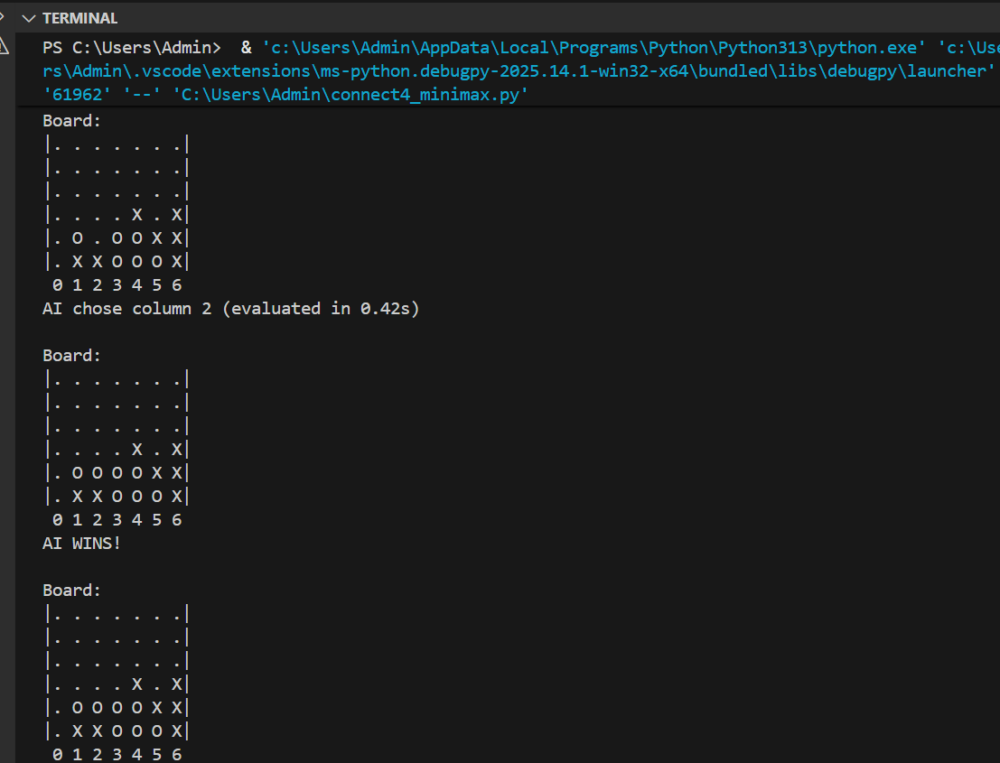 TERMINAL
PS C:\Users\Admin>  & 'c:\Users\Admin\AppData\Local\Programs\Python\Python313\python.exe' 'c:\Use
rs\Admin\.vscode\extensions\ms-python.debugpy-2025.14.1-win32-x64\bundled\libs\debugpy\launcher'
'61962' '--' 'C:\Users\Admin\connect4_minimax.py'
Board:
|. . . . . . .|
|. . . . . . .|
|. . . . . . .|
|. . . . X . X|
|. O . O O X X|
|. X X O O O X|
 0 1 2 3 4 5 6
AI chose column 2 (evaluated in 0.42s)
Board:
|. . . . . . .|
|. . . . . . .|
|. . . . . . .|
|. . . . X . X|
|. O O O O X X|
|. X X O O O X|
 0 1 2 3 4 5 6
AI WINS!
Board:
|. . . . . . .|
|. . . . . . .|
|. . . . . . .|
|. . . . X . X|
|. O O O O X X|
|. X X O O O X|
 0 1 2 3 4 5 6